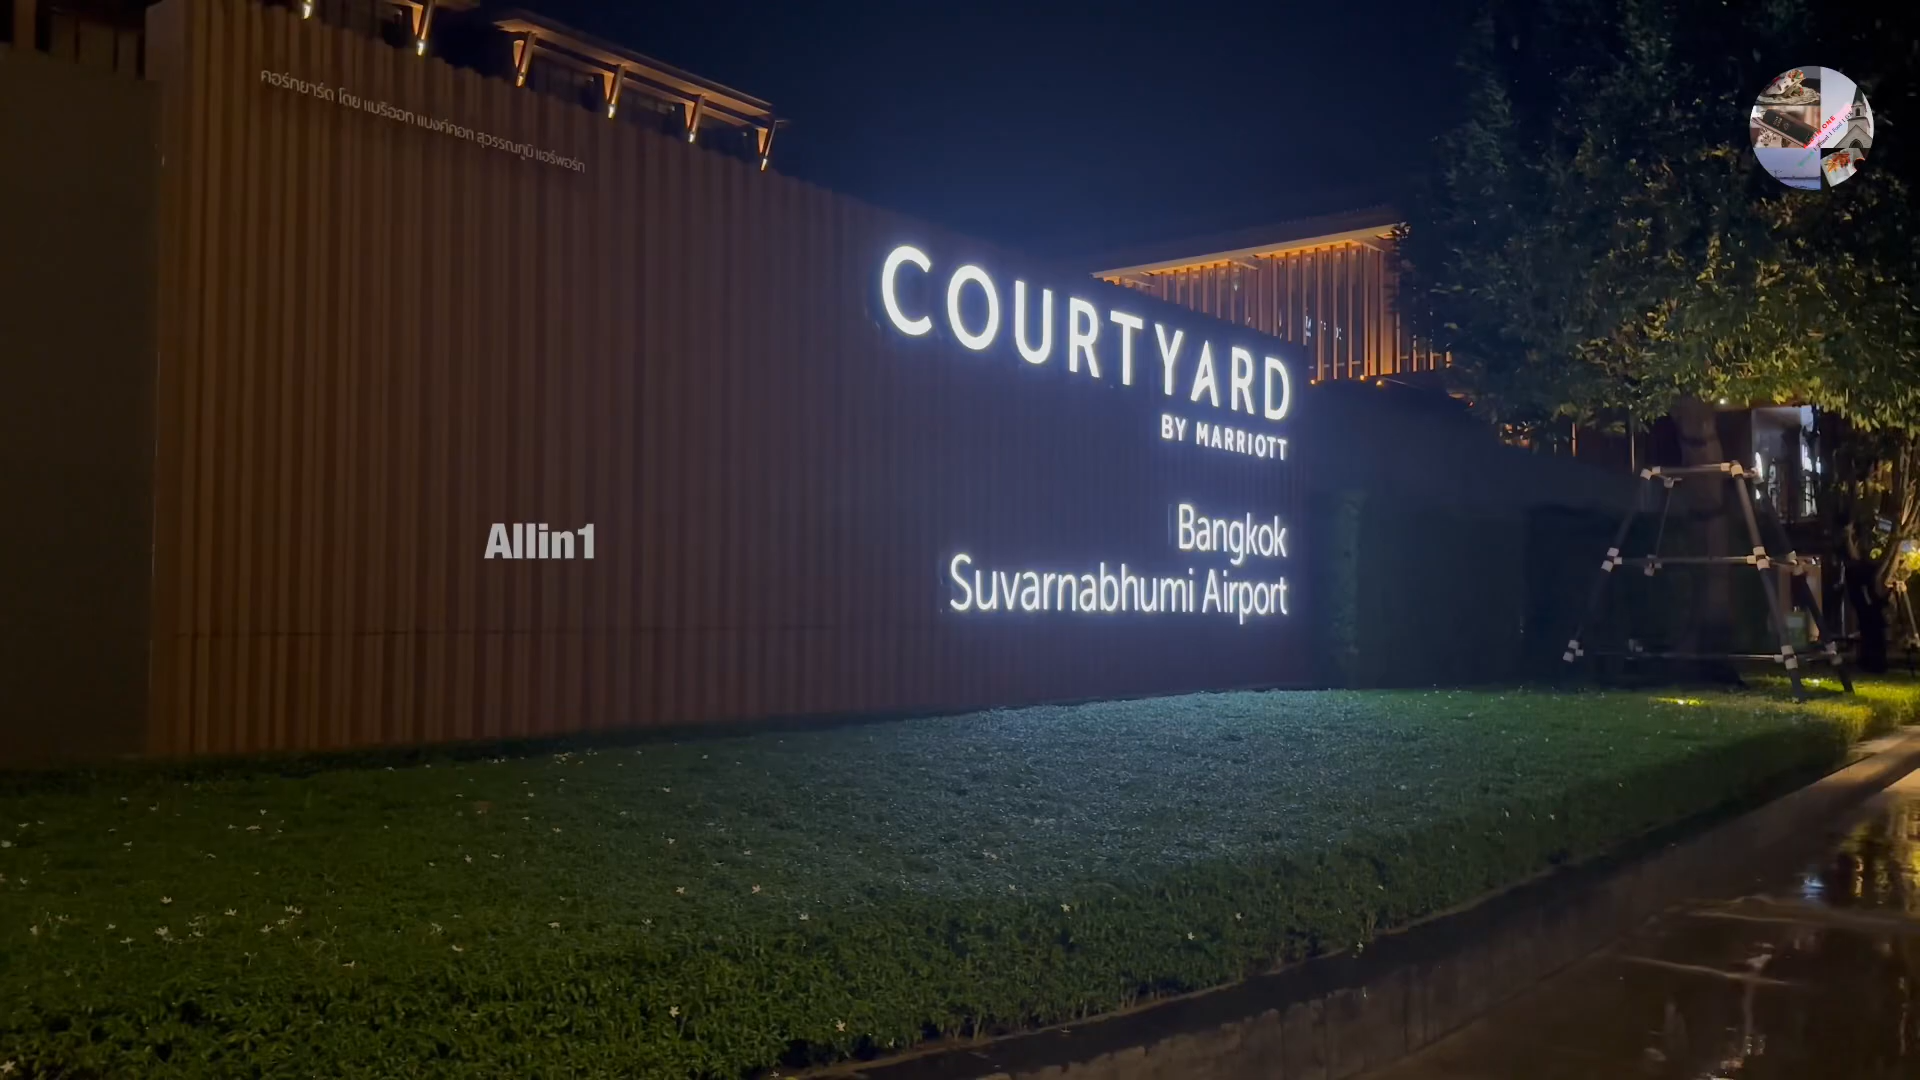 คอร์ทยาร์ด โดย แมริออท แบงค์คอก สุวรรณภูมิ แอร์พอร์ท
COURTYARD
BY MARRIOTT
Bangkok
Suvarnabhumi Airport
Allin1